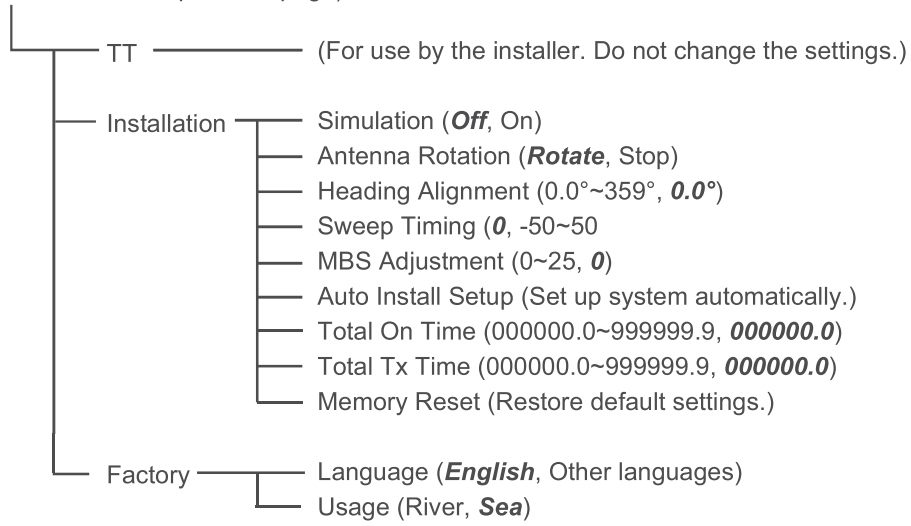 TT (For use by the installer. Do not change the settings.)
Installation Simulation (Off, On)
Antenna Rotation (Rotate, Stop)
Heading Alignment (0.0°~359°, 0.0°)
Sweep Timing (0, -50~50
MBS Adjustment (0~25, 0)
Auto Install Setup (Set up system automatically.)
Total On Time (000000.0~999999.9, 000000.0)
Total Tx Time (000000.0~999999.9, 000000.0)
Memory Reset (Restore default settings.)
Factory Language (English, Other languages)
Usage (River, Sea)